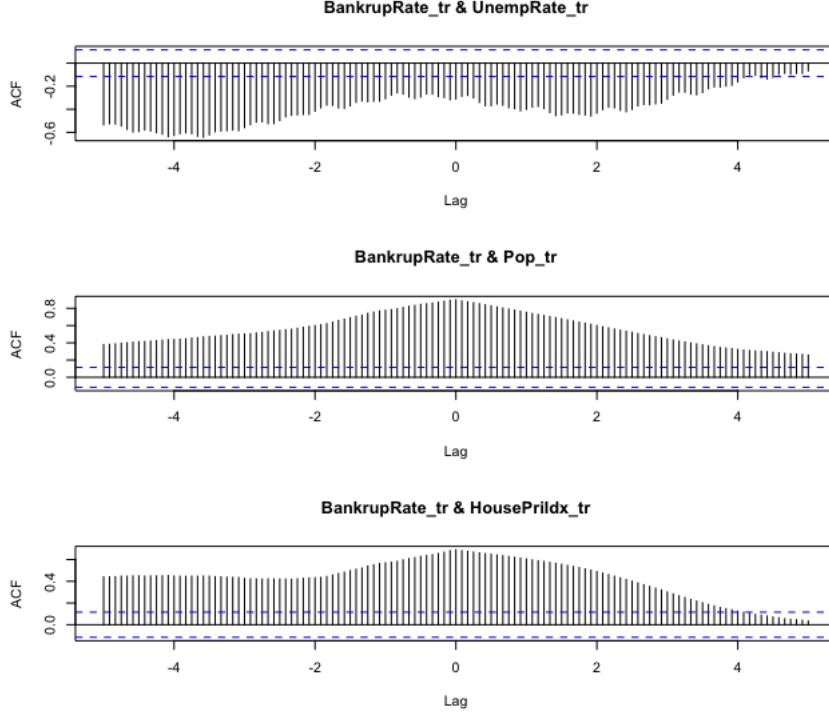 BankrupRate_tr & UnempRate_tr
ACF
-0.6 -0.2
-4 -2 0 2 4
Lag
BankrupRate_tr & Pop_tr
ACF
0.0 0.4 0.8
-4 -2 0 2 4
Lag
BankrupRate_tr & HousePriIdx_tr
ACF
0.0 0.4
-4 -2 0 2 4
Lag